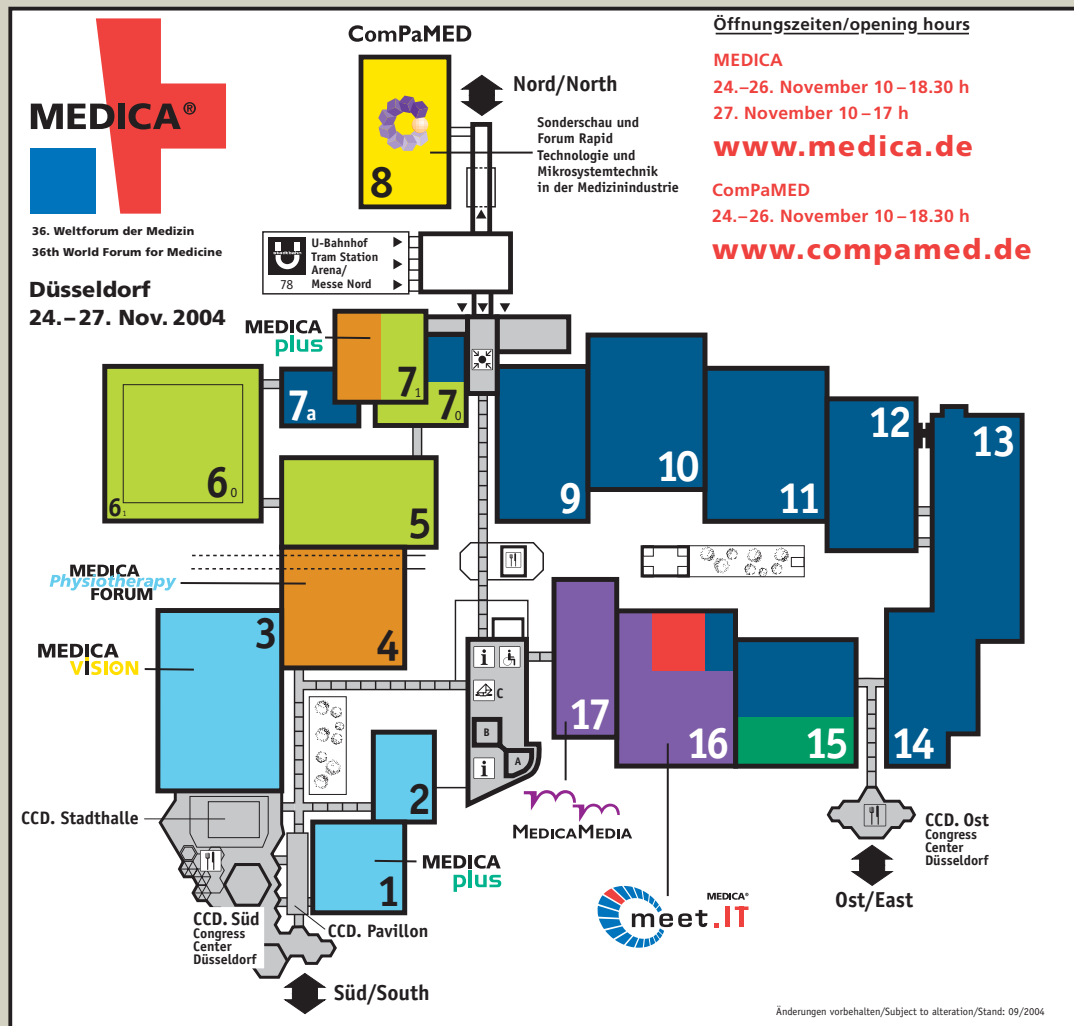 MEDICA®
36. Weltforum der Medizin
36th World Forum for Medicine
Düsseldorf
24.–27. Nov. 2004
ComPaMED
8
Nord/North
Sonderschau und
Forum Rapid
Technologie und
Mikrosystemtechnik
in der Medizinindustrie
Öffnungszeiten/opening hours
MEDICA
24.–26. November 10–18.30 h
27. November 10–17 h
www.medica.de
ComPaMED
24.–26. November 10–18.30 h
www.compamed.de
U
U-Bahnhof
Tram Station
Arena/
Messe Nord
78
MEDICA
plus
7a
71
70
60
61
5
9
10
11
12
13
MEDICA
Physiotherapy
FORUM
4
MEDICA
VISION
3
i
C
B
A
i
17
16
15
14
2
1
MEDICA
plus
MEDICAMEDIA
MEDICA®
meet.IT
CCD. Stadthalle
CCD. Süd
Congress
Center
Düsseldorf
CCD. Pavillon
Süd/South
CCD. Ost
Congress
Center
Düsseldorf
Ost/East
Änderungen vorbehalten/Subject to alteration/Stand: 09/2004